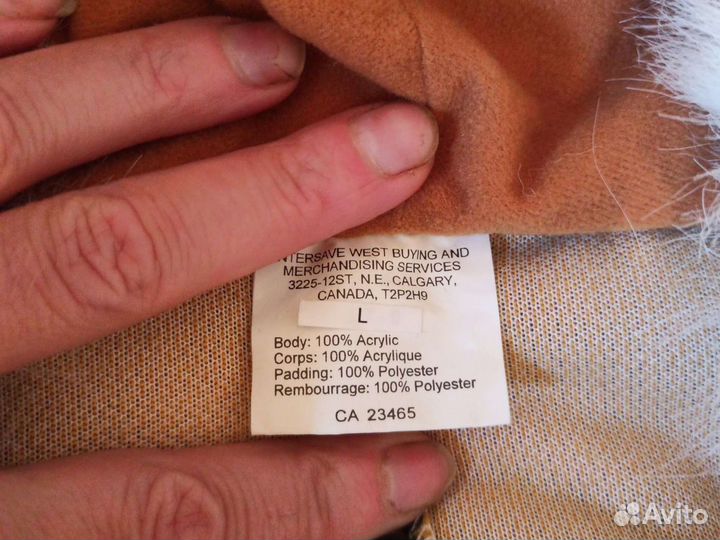 INTERSAVE WEST BUYING AND
MERCHANDISING SERVICES
3225-12ST, N.E., CALGARY,
CANADA, T2P2H9
L
Body: 100% Acrylic
Corps: 100% Acrylique
Padding: 100% Polyester
Rembourrage: 100% Polyester
CA 23465
Avito